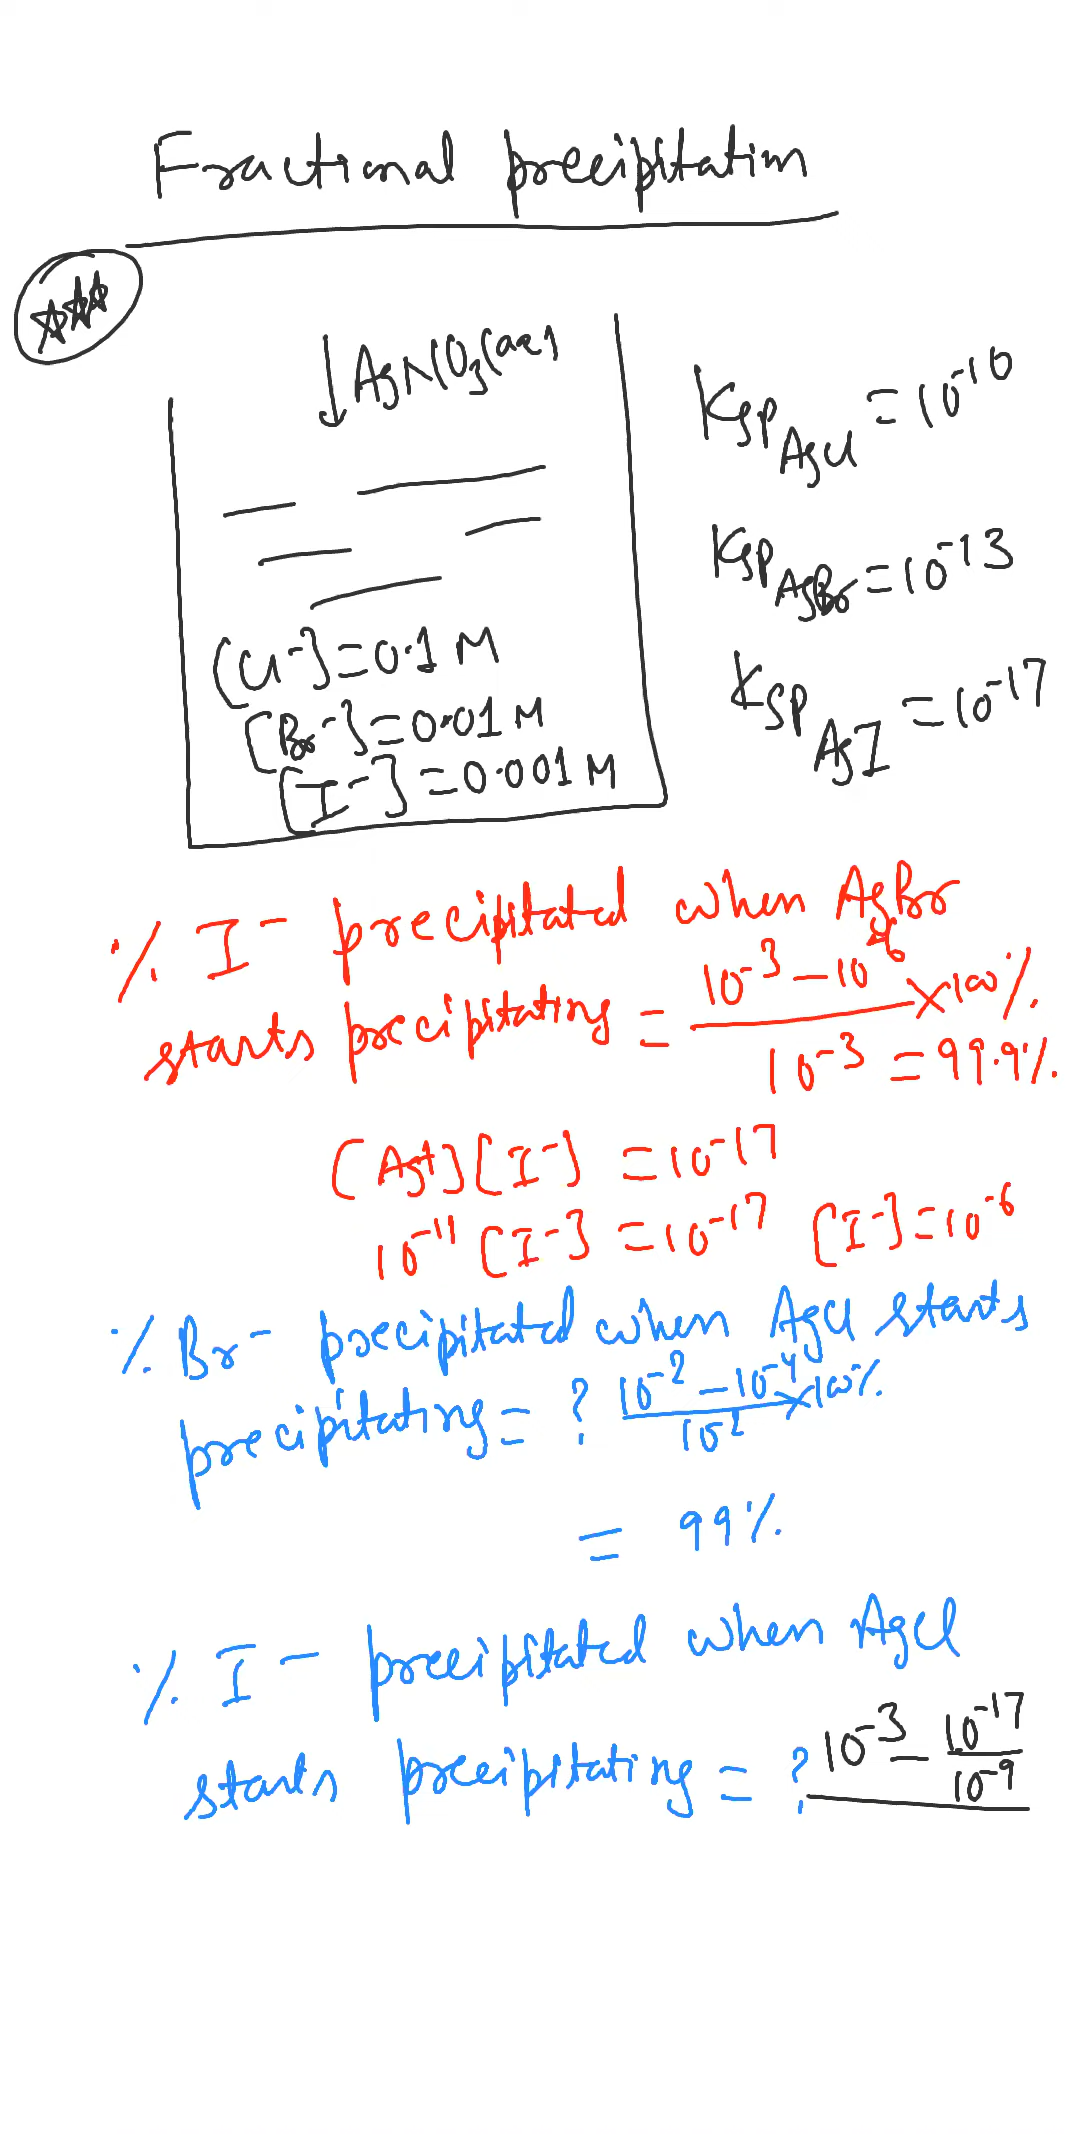 Fractional precipitation
↓AgNO3(aq)
Ksp AgCl = 10^-10
Ksp AgBr = 10^-13
[Cl-] = 0.1 M
Ksp AgI = 10^-17
[Br-] = 0.01 M
[I-] = 0.001 M
% I- precipitated when AgBr
starts precipitating = (10^-3 - 10^-6)/10^-3 × 100% = 99.9%
[Ag+][I-] = 10^-17
10^-11 [I-] = 10^-17 [I-] = 10^-6
% Br- precipitated when AgCl starts
precipitating = ? (10^-2 - 10^-4)/10^-2 × 100%
= 99%
% I- precipitated when AgCl
starts precipitating = ? 10^-3 - 10^-17/10^-9